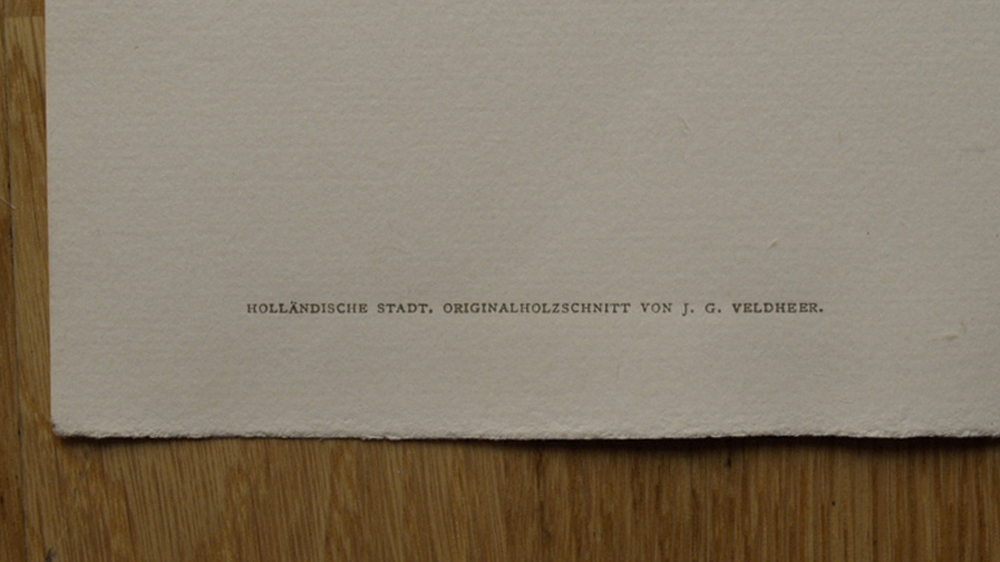 HOLLÄNDISCHE STADT. ORIGINALHOLZSCHNITT VON J. G. VELDHEER.